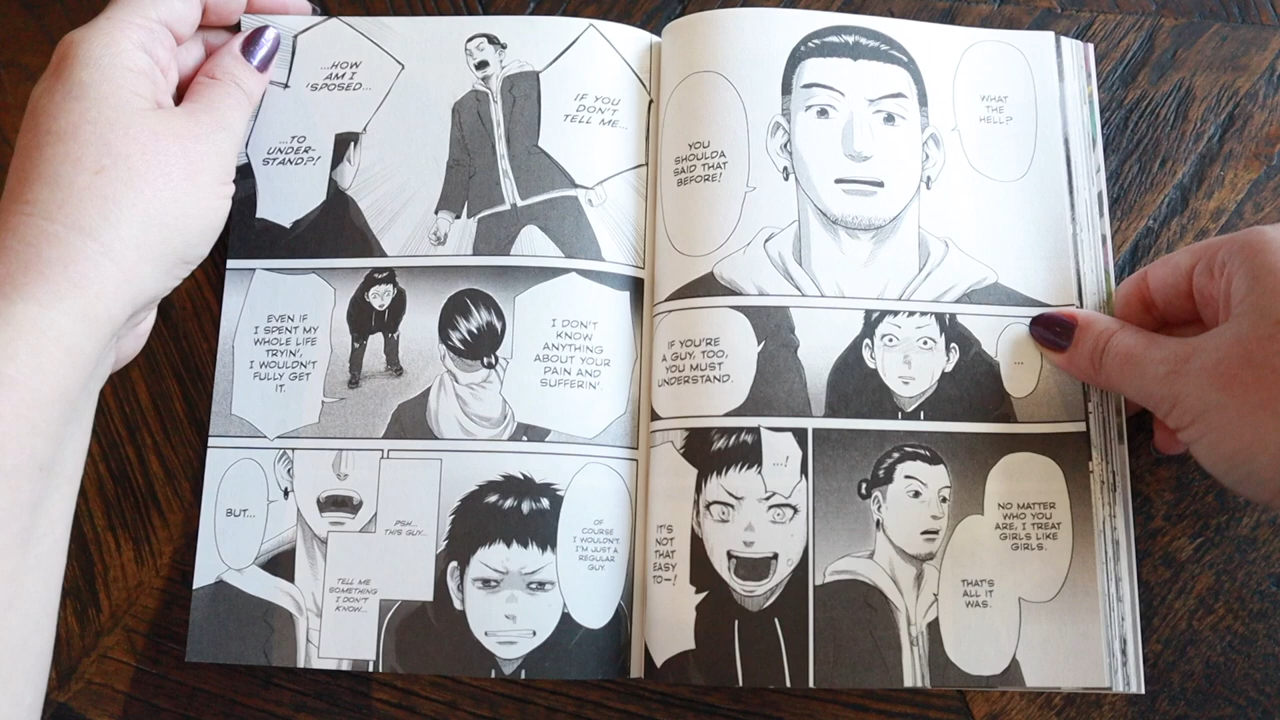 WHAT
THE
HELL?
YOU
SHOULDA
SAID THAT
BEFORE!
...
IF YOU'RE
A GUY, TOO,
YOU MUST
UNDERSTAND.
NO MATTER
WHO YOU
ARE, I TREAT
GIRLS LIKE
GIRLS.
THAT'S
ALL IT
WAS.
...!
IT'S
NOT
THAT
EASY
TO—!
IF YOU
DON'T
TELL ME...
...HOW
AM I
'SPOSED...
...TO
UNDER-
STAND?!
I DON'T
KNOW
ANYTHING
ABOUT YOUR
PAIN AND
SUFFERIN'.
EVEN IF
I SPENT MY
WHOLE LIFE
TRYIN',
I WOULDN'T
FULLY GET
IT.
OF
COURSE
I WOULDN'T.
I'M JUST A
REGULAR
GUY.
PSH...
THIS GUY...
TELL ME
SOMETHING
I DON'T
KNOW...
BUT...